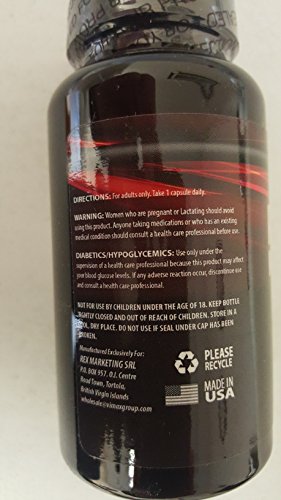 DIRECTIONS: For adults only. Take 1 capsule daily.
WARNING: Women who are pregnant or Lactating should avoid
using this product. Anyone taking medications or who has an existing
medical condition should consult a health care professional before use.
DIABETICS/HYPOGLYCEMICS: Use only under the
supervision of a health care professional because this product may affect
your blood glucose levels. If any adverse reaction occur, discontinue use
and consult a health care professional.
NOT FOR USE BY CHILDREN UNDER THE AGE OF 18. KEEP BOTTLE
TIGHTLY CLOSED AND OUT OF REACH OF CHILDREN. STORE IN A
COOL, DRY PLACE. DO NOT USE IF SEAL UNDER CAP HAS BEEN
BROKEN.
Manufactured Exclusively For:
REX MARKETING SRL
P.O. BOX 957. O.J. Centre
Road Town, Tortola,
British Virgin Islands
wholesale@vimaxgroup.com
PLEASE
RECYCLE
MADE IN
USA